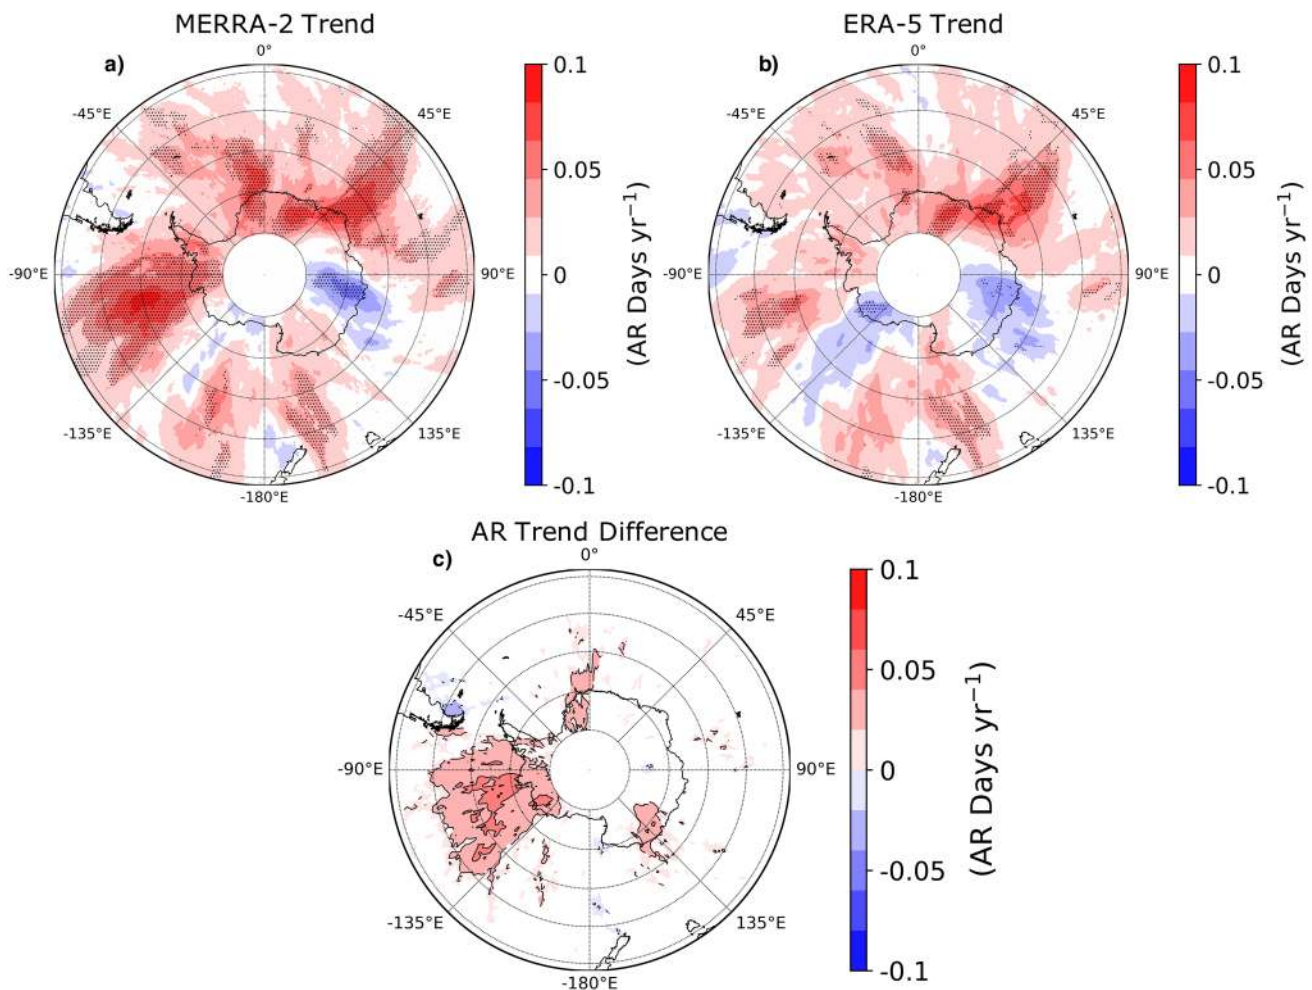 MERRA-2 Trend
ERA-5 Trend
a)
0°
b)
0°
-45°E
45°E
-45°E
45°E
-90°E
90°E
-90°E
90°E
-135°E
135°E
-135°E
135°E
-180°E
-180°E
0.1
0.05
0
-0.05
-0.1
(AR Days yr⁻¹)
0.1
0.05
0
-0.05
-0.1
(AR Days yr⁻¹)
AR Trend Difference
c)
0°
-45°E
45°E
-90°E
90°E
-135°E
135°E
-180°E
0.1
0.05
0
-0.05
-0.1
(AR Days yr⁻¹)